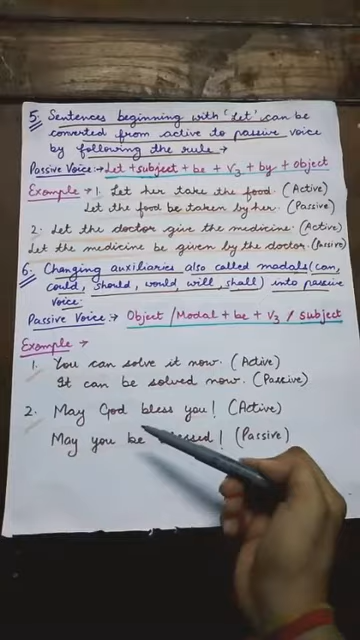 5. Sentences beginning with 'Let' can be
converted from active to passive voice
by following the rule →
Passive Voice :→ Let + subject + be + V3 + by + Object
Example → 1. Let her take the food. (Active)
Let the food be taken by her. (Passive)
2. Let the doctor give the medicine. (Active)
Let the medicine be given by the doctor. (Passive)
6. Changing auxiliaries also called modals (can,
could, should, would, will, shall) into passive
voice.
Passive Voice :→ Object / Modal + be + V3 / subject
Example →
1. You can solve it now. (Active)
It can be solved now. (Passive)
2. May God bless you! (Active)
May you be ! (Passive)